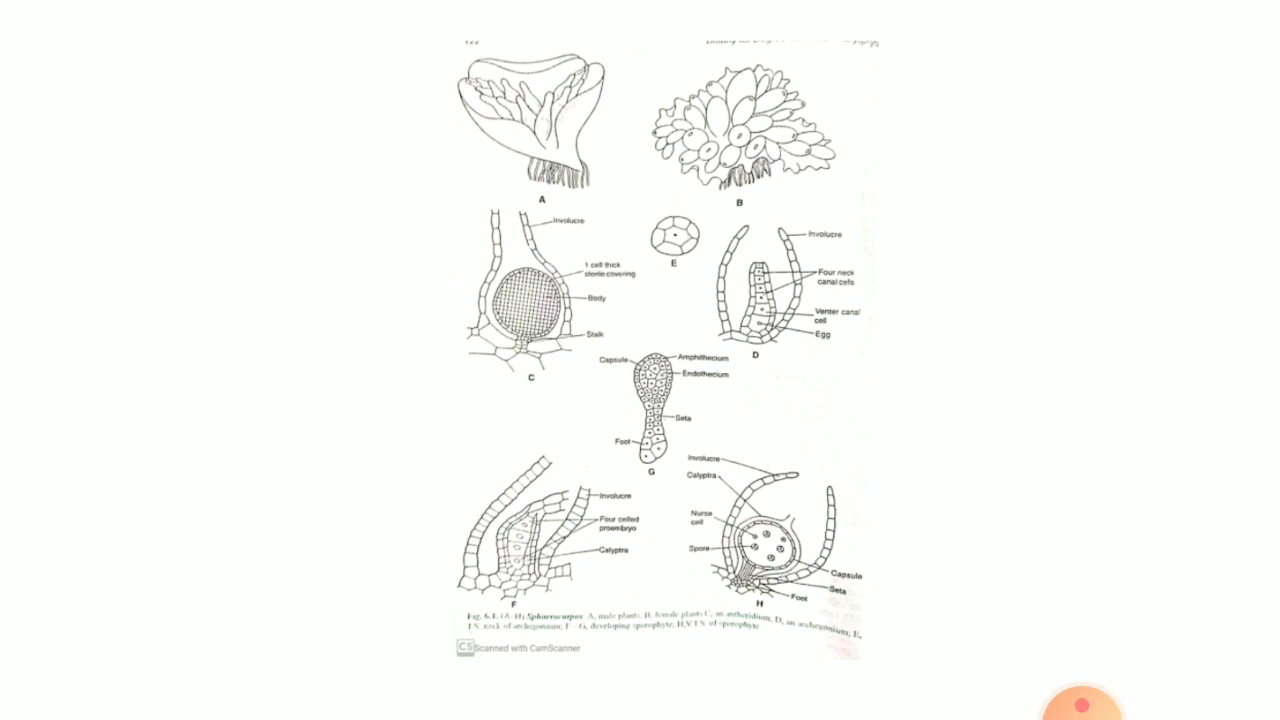 122
A
B
Involucre
1 cell thick
sterile covering
Body
Stalk
C
E
Involucre
Four neck
canal cells
Venter canal
cell
Egg
D
Capsule
Amphithecium
Endothecium
Seta
Foot
G
Involucre
Four celled
proembryo
Calyptra
F
Involucre
Calyptra
Nurse
cell
Spore
Capsule
Seta
Foot
H
Fig. 6.1. (A–H) Sphaerocarpos A, male plants; B, female plants C, an antheridium; D, an archegonium; E,
T.S. neck of archegonium; F—G, developing sporophyte; H,V.T.S. of sporophyte
CS Scanned with CamScanner